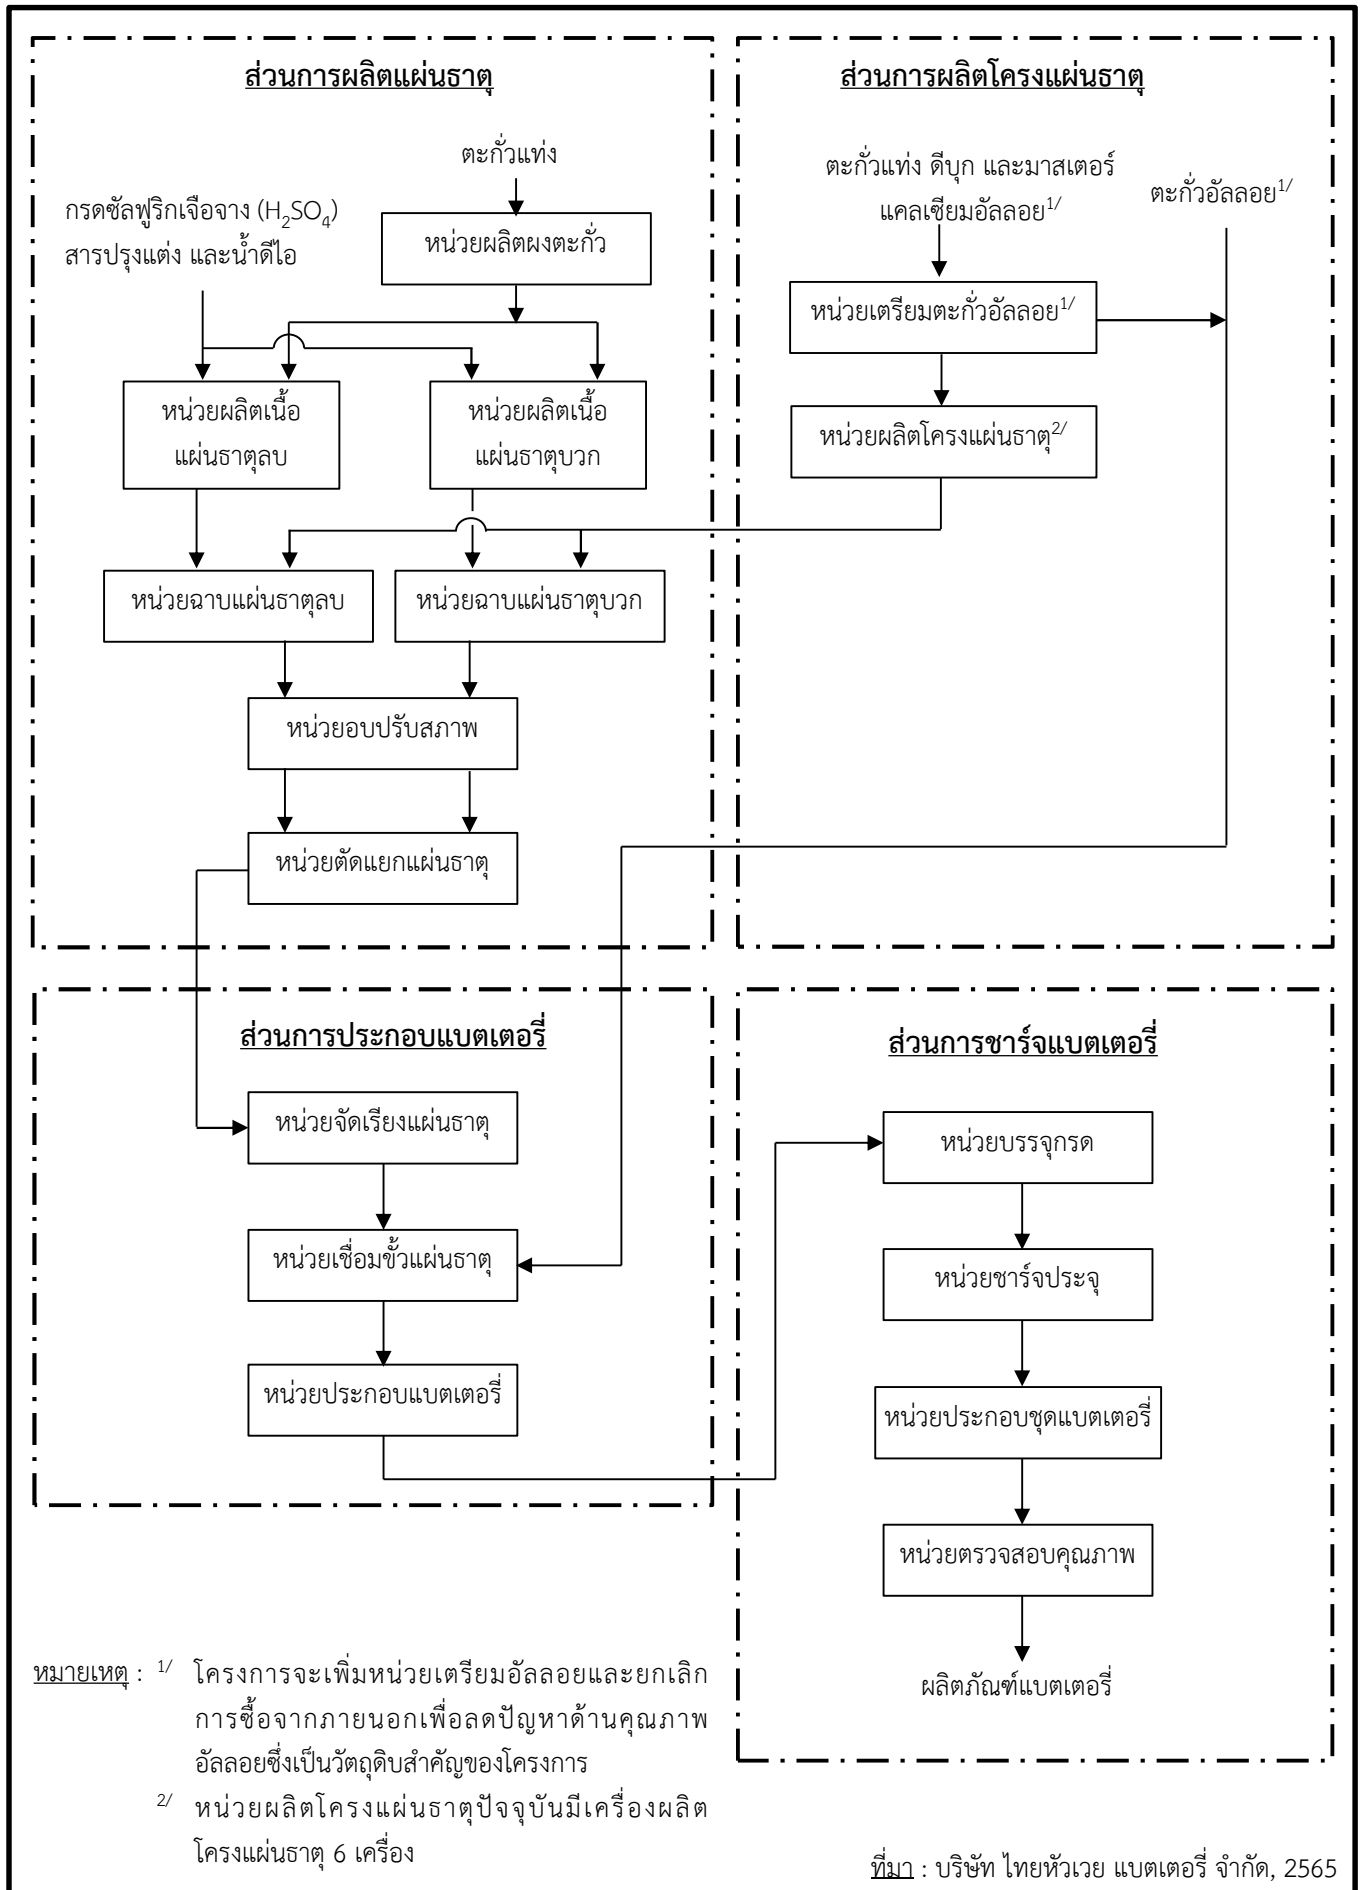 ส่วนการผลิตแผ่นธาตุ
ตะกั่วแท่ง
กรดซัลฟูริกเจือจาง (H₂SO₄)
สารปรุงแต่ง และน้ำดีไอ
หน่วยผลิตผงตะกั่ว
หน่วยผลิตเนื้อ
แผ่นธาตุลบ
หน่วยผลิตเนื้อ
แผ่นธาตุบวก
หน่วยฉาบแผ่นธาตุลบ
หน่วยฉาบแผ่นธาตุบวก
หน่วยอบปรับสภาพ
หน่วยตัดแยกแผ่นธาตุ
ส่วนการผลิตโครงแผ่นธาตุ
ตะกั่วแท่ง ดีบุก และมาสเตอร์
แคลเซียมอัลลอย1/
ตะกั่วอัลลอย1/
หน่วยเตรียมตะกั่วอัลลอย1/
หน่วยผลิตโครงแผ่นธาตุ2/
ส่วนการประกอบแบตเตอรี่
หน่วยจัดเรียงแผ่นธาตุ
หน่วยเชื่อมขั้วแผ่นธาตุ
หน่วยประกอบแบตเตอรี่
ส่วนการชาร์จแบตเตอรี่
หน่วยบรรจุกรด
หน่วยชาร์จประจุ
หน่วยประกอบชุดแบตเตอรี่
หน่วยตรวจสอบคุณภาพ
ผลิตภัณฑ์แบตเตอรี่
หมายเหตุ : 1/ โครงการจะเพิ่มหน่วยเตรียมอัลลอยและยกเลิก
การซื้อจากภายนอกเพื่อลดปัญหาด้านคุณภาพ
อัลลอยซึ่งเป็นวัตถุดิบสำคัญของโครงการ
2/ หน่วยผลิตโครงแผ่นธาตุปัจจุบันมีเครื่องผลิต
โครงแผ่นธาตุ 6 เครื่อง
ที่มา : บริษัท ไทยหัวเวย แบตเตอรี่ จำกัด, 2565